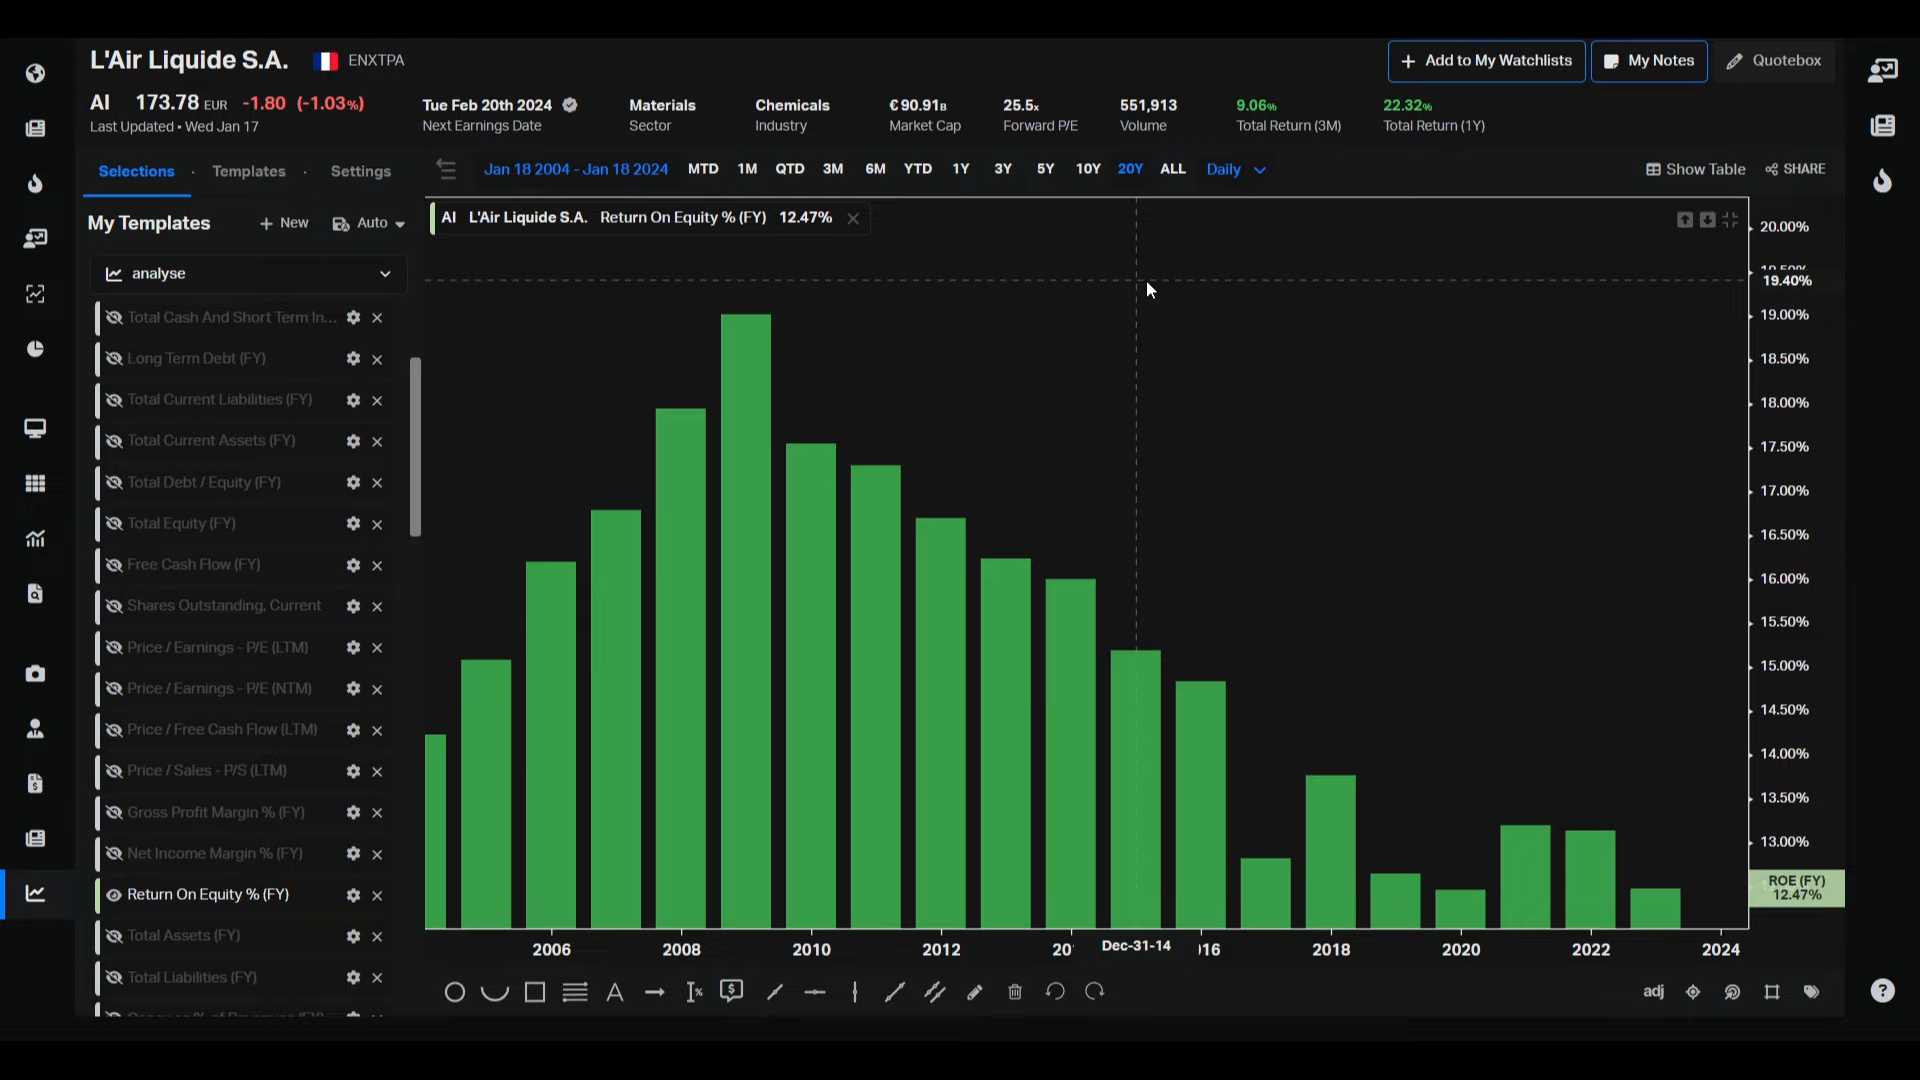 L'Air Liquide S.A. ENXTPA
+ Add to My Watchlists
My Notes
Quotebox
AI 173.78 EUR -1.80 (-1.03%)
Last Updated • Wed Jan 17
Tue Feb 20th 2024
Next Earnings Date
Materials
Sector
Chemicals
Industry
€90.91B
Market Cap
25.5x
Forward P/E
551,913
Volume
9.06%
Total Return (3M)
22.32%
Total Return (1Y)
Selections · Templates · Settings
Jan 18 2004 - Jan 18 2024 MTD 1M QTD 3M 6M YTD 1Y 3Y 5Y 10Y 20Y ALL Daily
Show Table
SHARE
My Templates + New Auto
analyse
Total Cash And Short Term In...
Long Term Debt (FY)
Total Current Liabilities (FY)
Total Current Assets (FY)
Total Debt / Equity (FY)
Total Equity (FY)
Free Cash Flow (FY)
Shares Outstanding, Current
Price / Earnings - P/E (LTM)
Price / Earnings - P/E (NTM)
Price / Free Cash Flow (LTM)
Price / Sales - P/S (LTM)
Gross Profit Margin % (FY)
Net Income Margin % (FY)
Return On Equity % (FY)
Total Assets (FY)
Total Liabilities (FY)
AI L'Air Liquide S.A. Return On Equity % (FY) 12.47%
20.00%
19.40%
19.00%
18.50%
18.00%
17.50%
17.00%
16.50%
16.00%
15.50%
15.00%
14.50%
14.00%
13.50%
13.00%
ROE (FY)
12.47%
2006 2008 2010 2012 20 Dec-31-14 16 2018 2020 2022 2024
adj